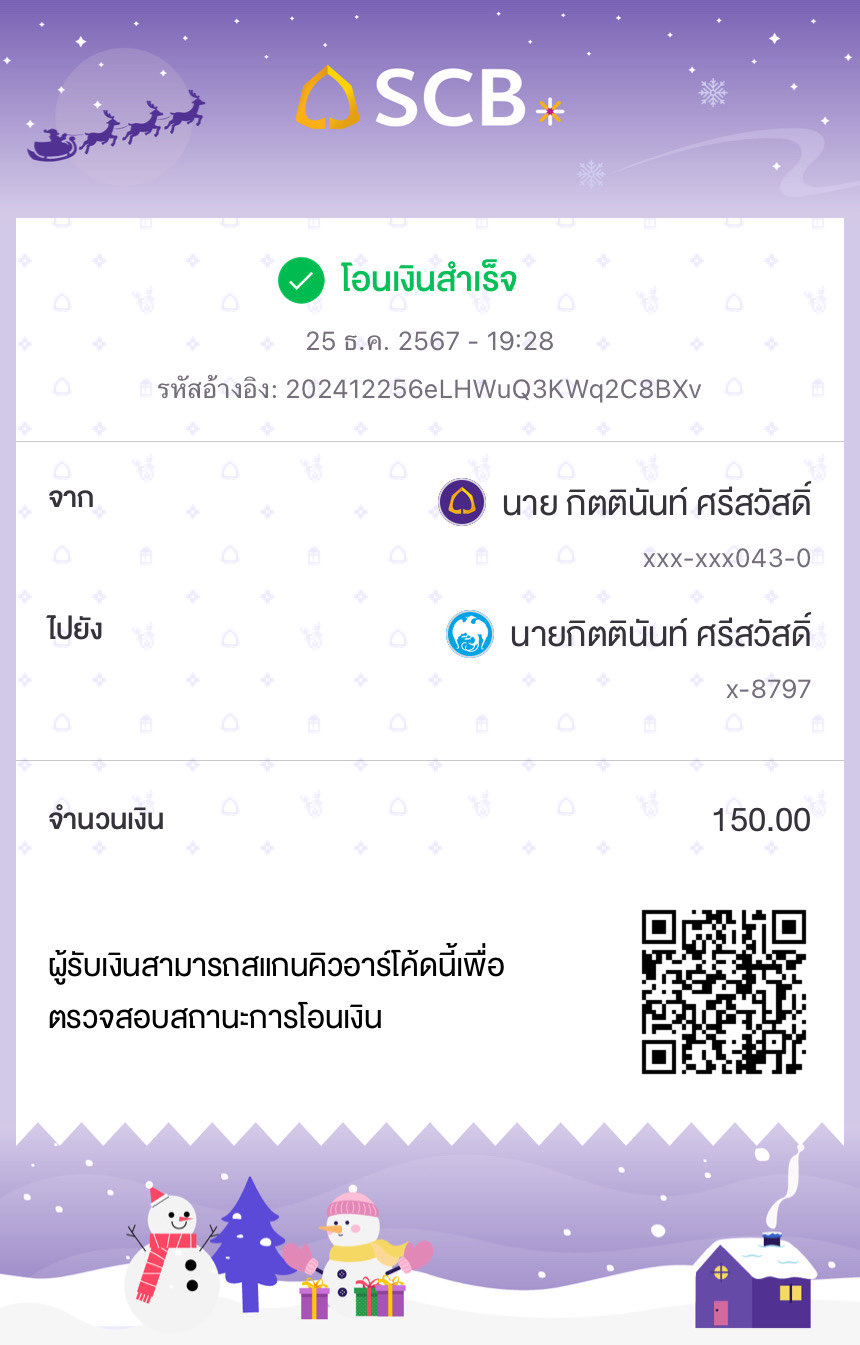 SCB
โอนเงินสำเร็จ
25 ธ.ค. 2567 - 19:28
รหัสอ้างอิง: 202412256eLHWuQ3KWq2C8BXv
จาก
นาย กิตตินันท์ ศรีสวัสดิ์
xxx-xxx043-0
ไปยัง
นายกิตตินันท์ ศรีสวัสดิ์
x-8797
จำนวนเงิน
150.00
ผู้รับเงินสามารถสแกนคิวอาร์โค้ดนี้เพื่อ
ตรวจสอบสถานะการโอนเงิน